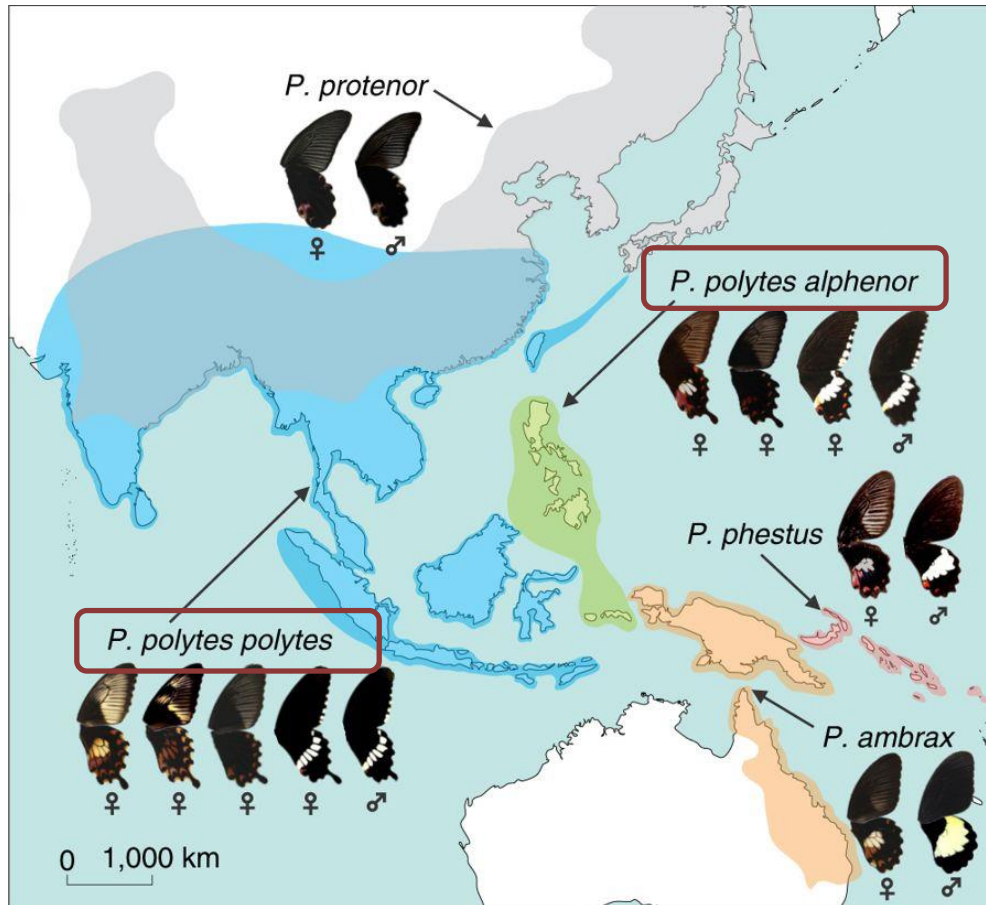 P. protenor
♀ ♂
P. polytes alphenor
♀ ♀ ♀ ♂
P. phestus
♀ ♂
P. polytes polytes
♀ ♀ ♀ ♀ ♂
P. ambrax
♀ ♂
0 1,000 km